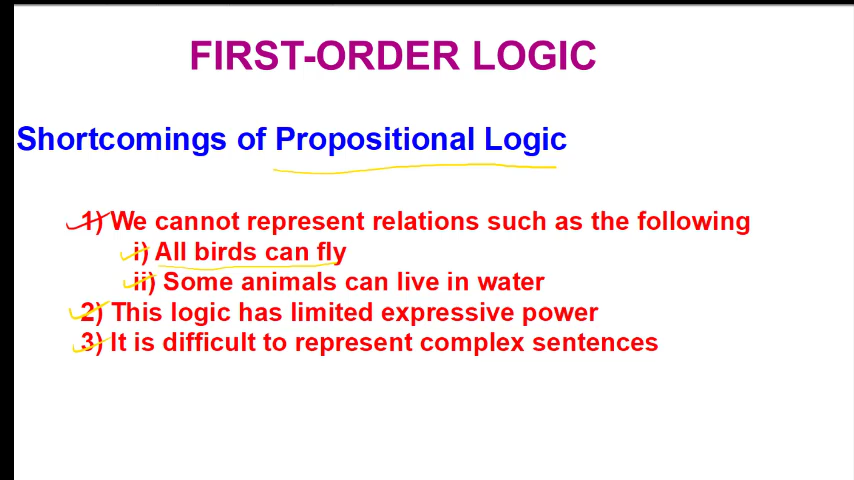 FIRST-ORDER LOGIC
Shortcomings of Propositional Logic
1) We cannot represent relations such as the following
i) All birds can fly
ii) Some animals can live in water
2) This logic has limited expressive power
3) It is difficult to represent complex sentences